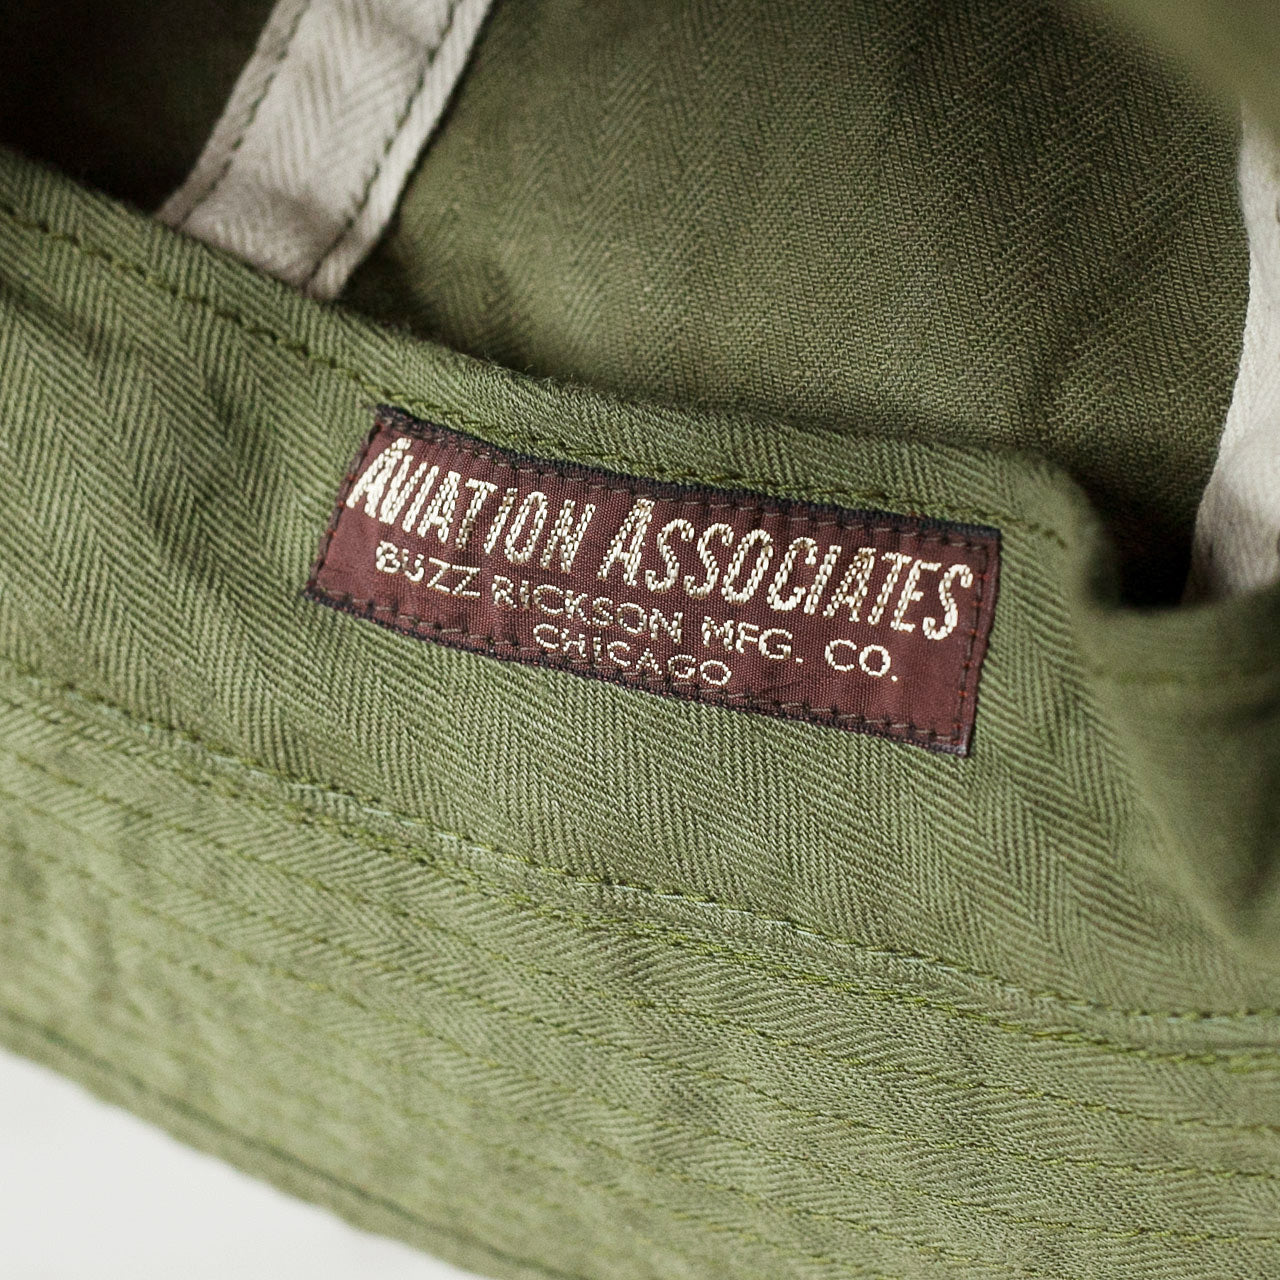 AVIATION ASSOCIATES
BUZZ RICKSON MFG. CO.
CHICAGO